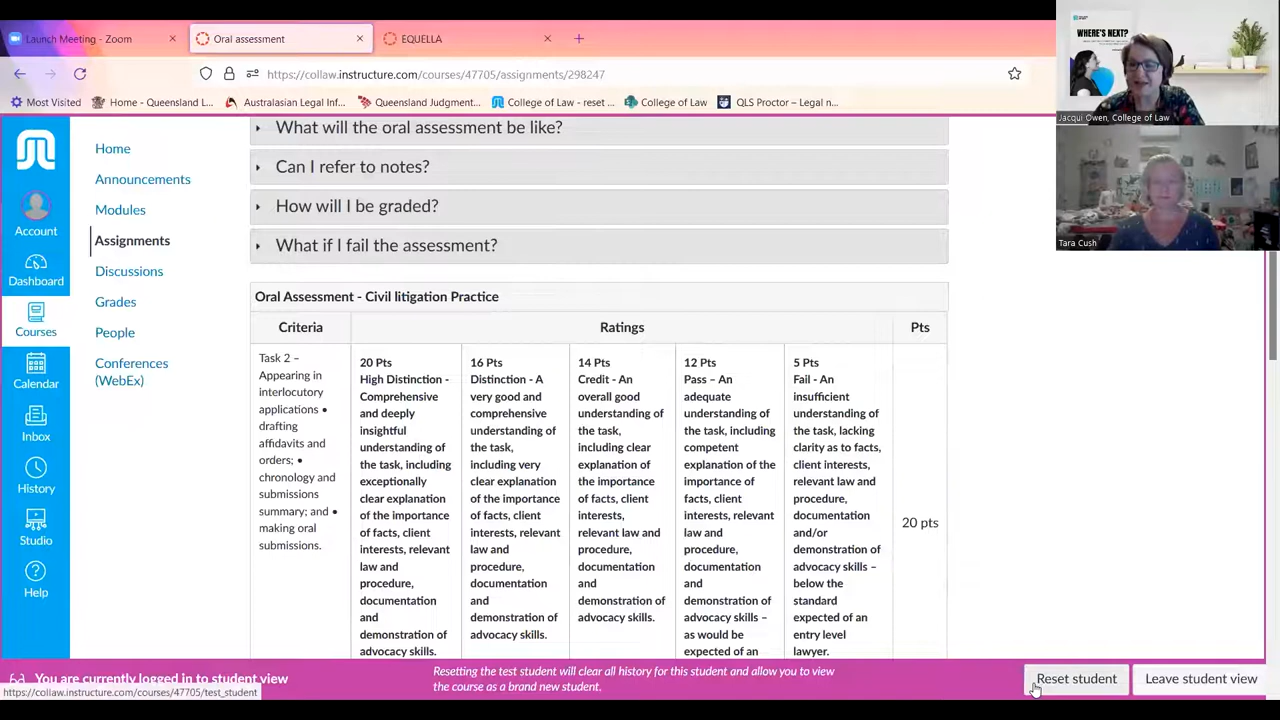 Launch Meeting - Zoom
Oral assessment
EQUELLA
https://collaw.instructure.com/courses/47705/assignments/298247
Most Visited
Home - Queensland L...
Australasian Legal Inf...
Queensland Judgment...
College of Law - reset ...
College of Law
QLS Proctor – Legal n...
WHERE'S NEXT?
Jacqui Owen, College of Law
Tara Cush
Account
Dashboard
Courses
Calendar
Inbox
History
Studio
Help
Home
Announcements
Modules
Assignments
Discussions
Grades
People
Conferences
(WebEx)
What will the oral assessment be like?
Can I refer to notes?
How will I be graded?
What if I fail the assessment?
Oral Assessment - Civil litigation Practice
Criteria
Ratings
Pts
Task 2 –
Appearing in
interlocutory
applications •
drafting
affidavits and
orders; •
chronology and
submissions
summary; and •
making oral
submissions.
20 Pts
High Distinction -
Comprehensive
and deeply
insightful
understanding of
the task, including
exceptionally
clear explanation
of the importance
of facts, client
interests, relevant
law and
procedure,
documentation
and
demonstration of
advocacy skills.
16 Pts
Distinction - A
very good and
comprehensive
understanding of
the task,
including very
clear explanation
of the importance
of facts, client
interests, relevant
law and
procedure,
documentation
and
demonstration of
advocacy skills.
14 Pts
Credit - An
overall good
understanding of
the task,
including clear
explanation of
the importance of
facts, client
interests,
relevant law and
procedure,
documentation
and
demonstration of
advocacy skills.
12 Pts
Pass – An
adequate
understanding of
the task, including
competent
explanation of the
importance of
facts, client
interests, relevant
law and
procedure,
documentation
and
demonstration of
advocacy skills –
as would be
expected of an
5 Pts
Fail - An
insufficient
understanding of
the task, lacking
clarity as to facts,
client interests,
relevant law and
procedure,
documentation
and/or
demonstration of
advocacy skills –
below the
standard
expected of an
entry level
lawyer.
20 pts
You are currently logged in to student view
https://collaw.instructure.com/courses/47705/test_student
Resetting the test student will clear all history for this student and allow you to view
the course as a brand new student.
Reset student
Leave student view